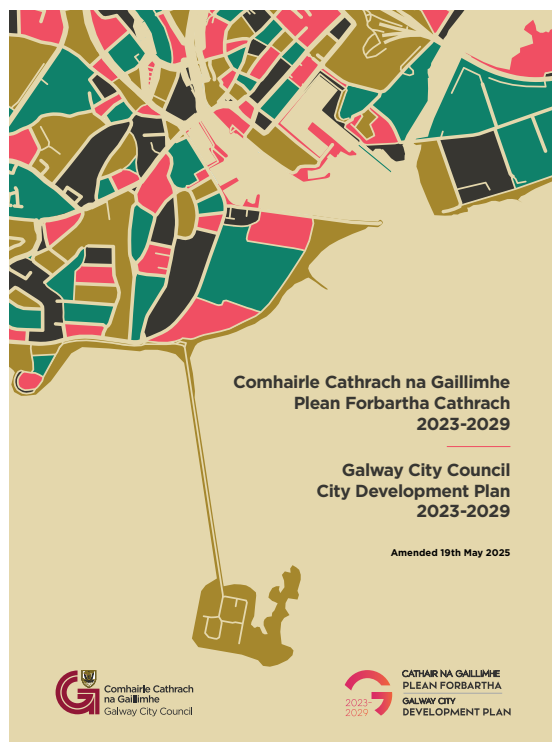 Comhairle Cathrach na Gaillimhe
Plean Forbartha Cathrach
2023-2029
Galway City Council
City Development Plan
2023-2029
Amended 19th May 2025
Comhairle Cathrach
na Gaillimhe
Galway City Council
2023-
2029
CATHAIR NA GAILLIMHE
PLEAN FORBARTHA
GALWAY CITY
DEVELOPMENT PLAN